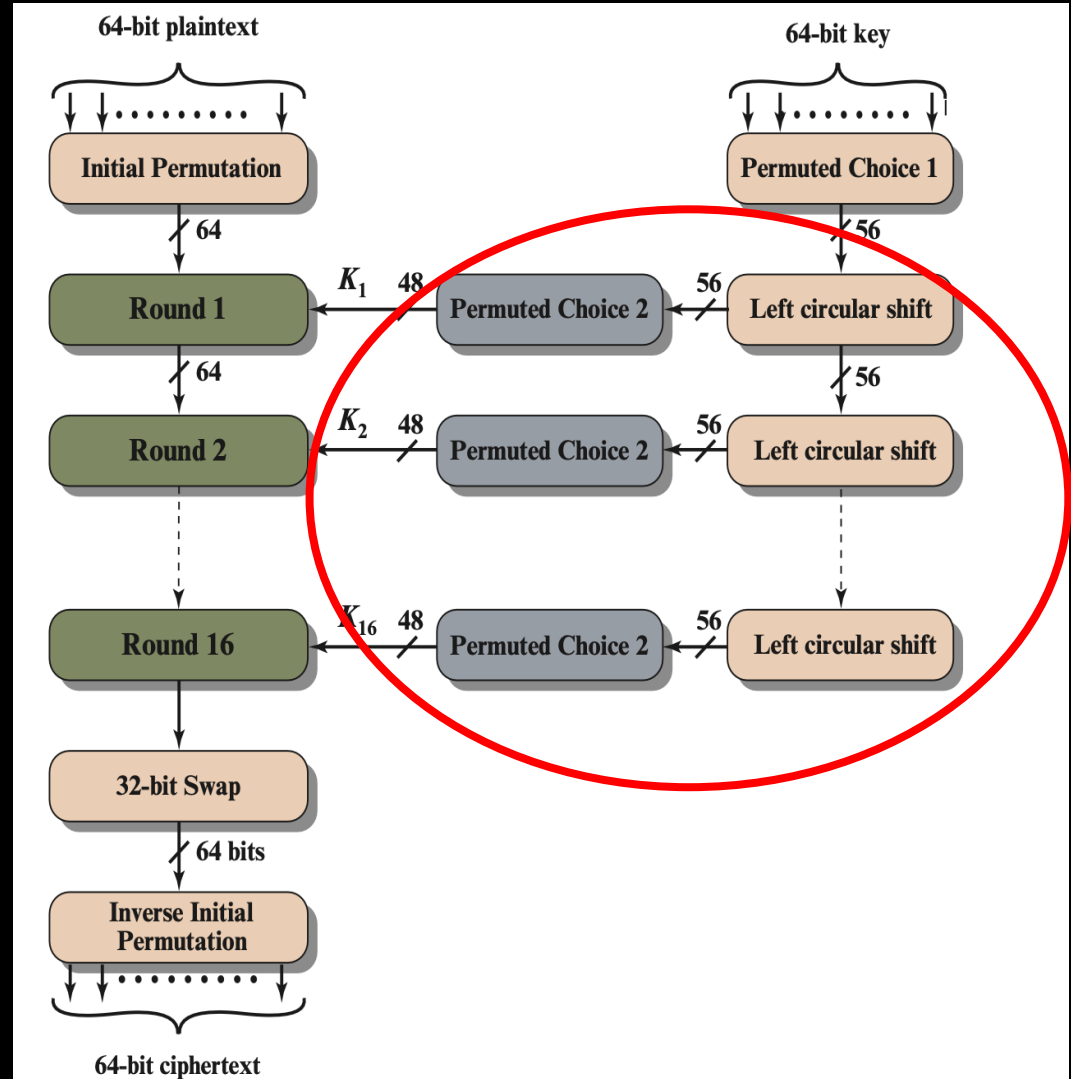 64-bit plaintext
64-bit key
Initial Permutation
Permuted Choice 1
64
56
K1
48
56
Round 1
Permuted Choice 2
Left circular shift
64
56
K2
48
56
Round 2
Permuted Choice 2
Left circular shift
K16
48
56
Round 16
Permuted Choice 2
Left circular shift
32-bit Swap
64 bits
Inverse Initial
Permutation
64-bit ciphertext